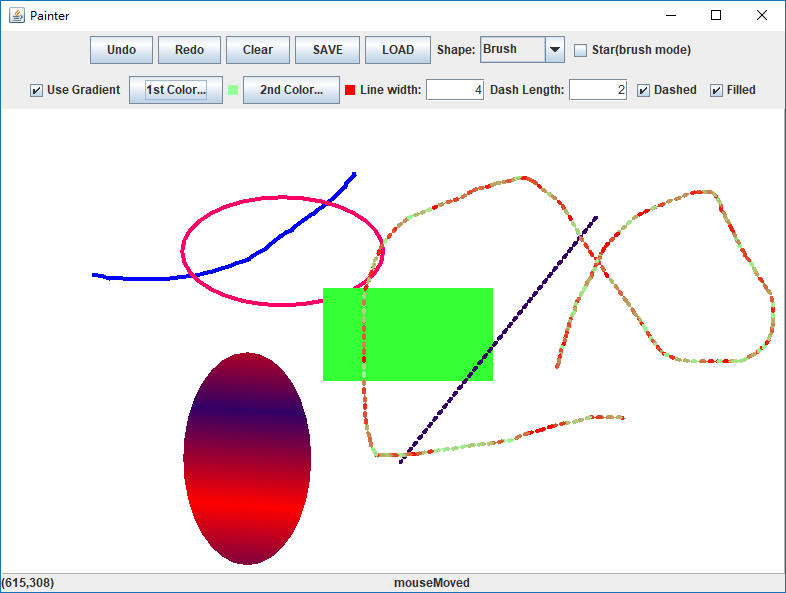 Painter
Undo Redo Clear SAVE LOAD Shape: Brush Star(brush mode)
Use Gradient 1st Color... 2nd Color... Line width: 4 Dash Length: 2 Dashed Filled
(615,308) mouseMoved